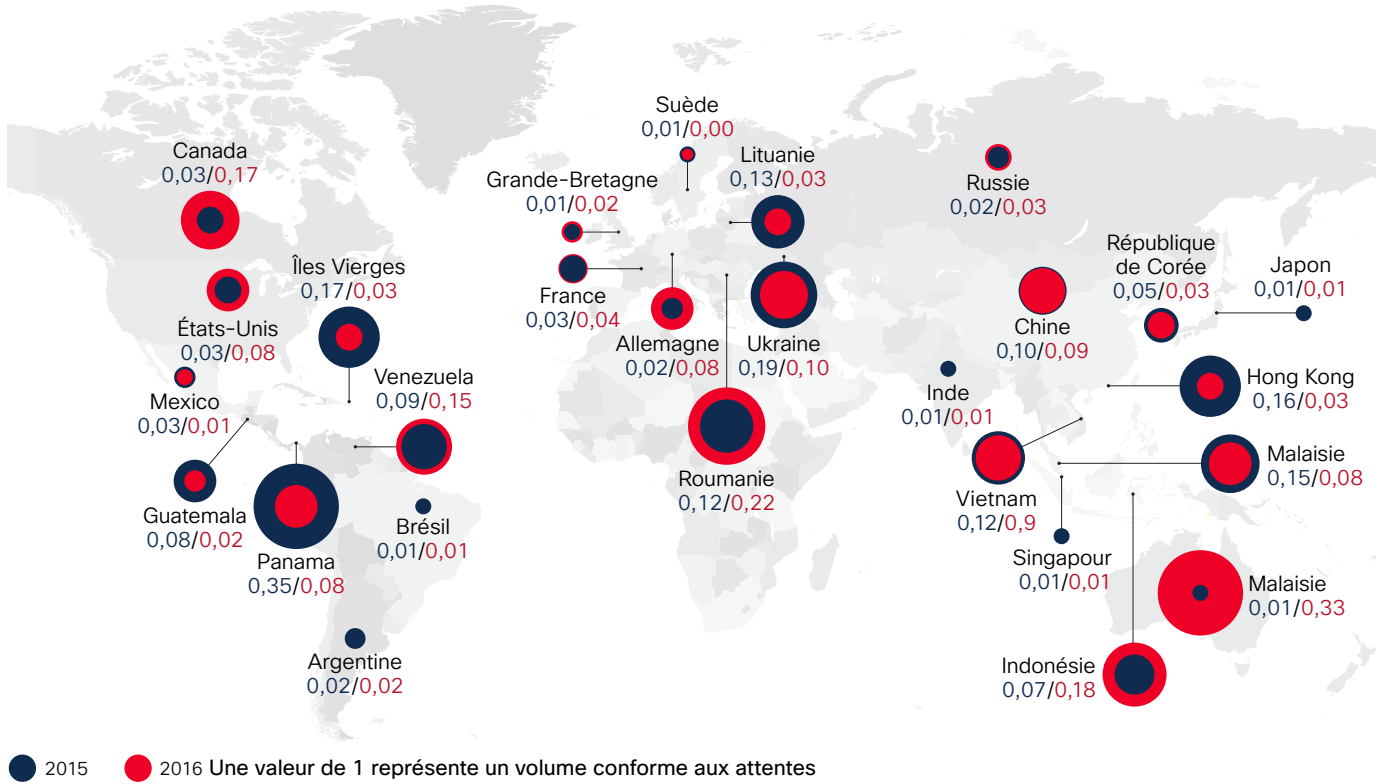 Suède
0,01/0,00
Canada
0,03/0,17
Lituanie
0,13/0,03
Grande-Bretagne
0,01/0,02
Russie
0,02/0,03
République
de Corée
0,05/0,03
Japon
0,01/0,01
Îles Vierges
0,17/0,03
États-Unis
0,03/0,08
France
0,03/0,04
Allemagne
0,02/0,08
Ukraine
0,19/0,10
Chine
0,10/0,09
Venezuela
0,09/0,15
Mexico
0,03/0,01
Inde
0,01/0,01
Hong Kong
0,16/0,03
Malaisie
0,15/0,08
Roumanie
0,12/0,22
Vietnam
0,12/0,9
Guatemala
0,08/0,02
Brésil
0,01/0,01
Panama
0,35/0,08
Singapour
0,01/0,01
Malaisie
0,01/0,33
Argentine
0,02/0,02
Indonésie
0,07/0,18
2015 2016 Une valeur de 1 représente un volume conforme aux attentes